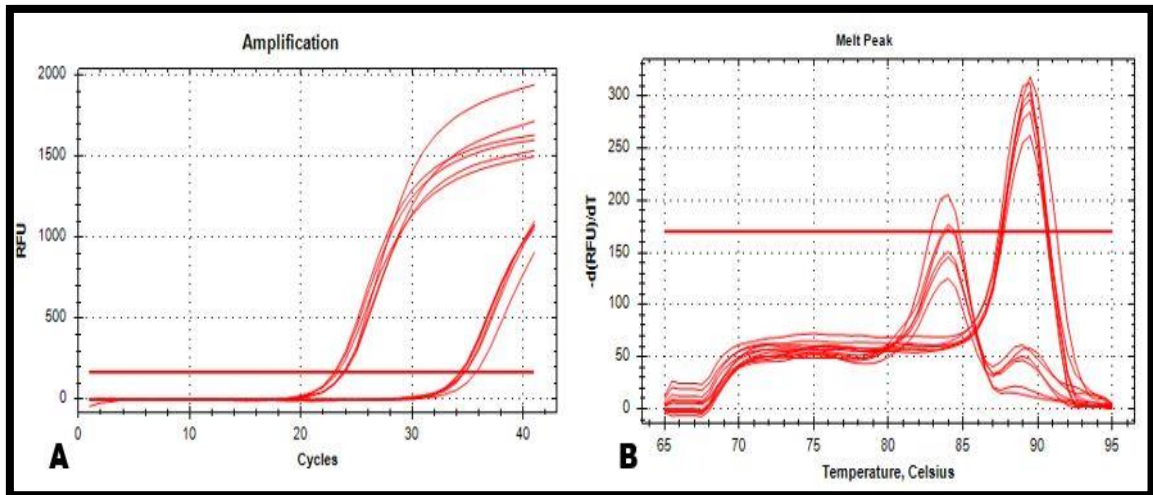 Amplification
2000
1500
1000
500
0
RFU
0 10 20 30 40
Cycles
A
Melt Peak
300
250
200
150
100
50
0
-d(RFU)/dT
65 70 75 80 85 90 95
Temperature, Celsius
B